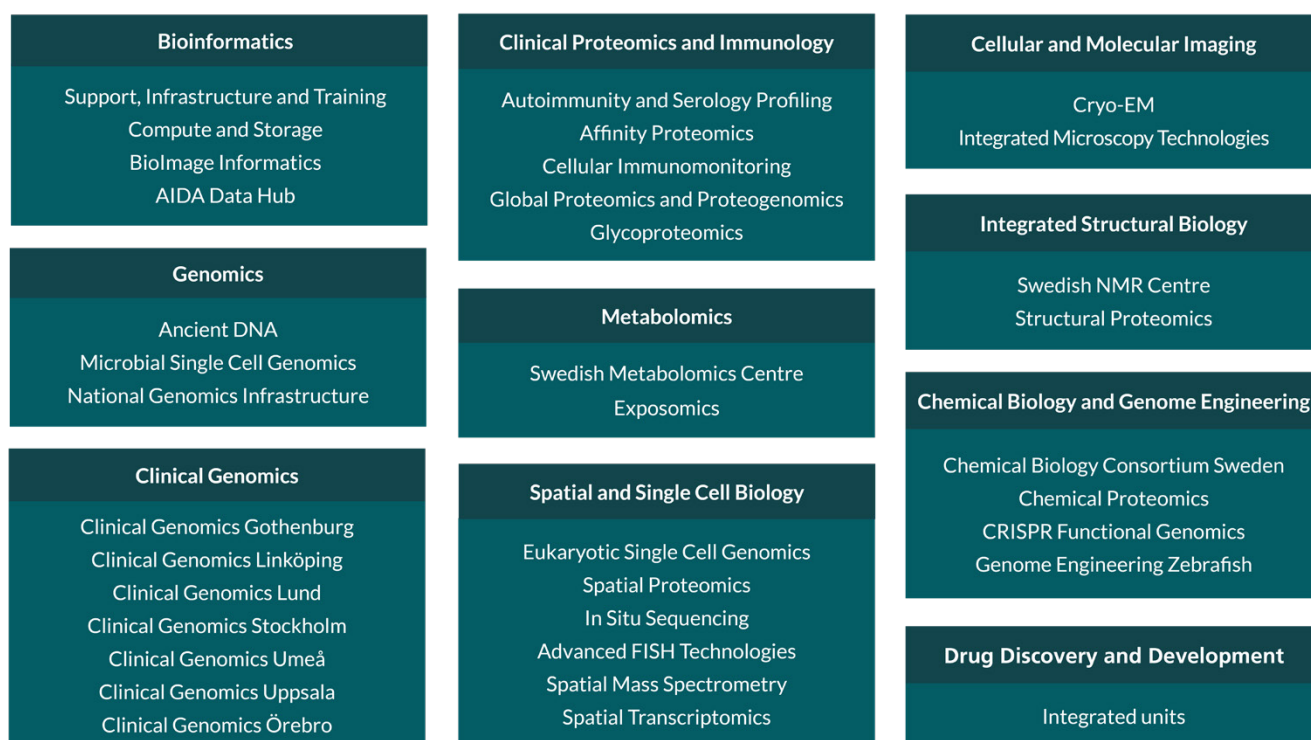 Bioinformatics
Support, Infrastructure and Training
Compute and Storage
BioImage Informatics
AIDA Data Hub
Genomics
Ancient DNA
Microbial Single Cell Genomics
National Genomics Infrastructure
Clinical Genomics
Clinical Genomics Gothenburg
Clinical Genomics Linköping
Clinical Genomics Lund
Clinical Genomics Stockholm
Clinical Genomics Umeå
Clinical Genomics Uppsala
Clinical Genomics Örebro
Clinical Proteomics and Immunology
Autoimmunity and Serology Profiling
Affinity Proteomics
Cellular Immunomonitoring
Global Proteomics and Proteogenomics
Glycoproteomics
Metabolomics
Swedish Metabolomics Centre
Exposomics
Spatial and Single Cell Biology
Eukaryotic Single Cell Genomics
Spatial Proteomics
In Situ Sequencing
Advanced FISH Technologies
Spatial Mass Spectrometry
Spatial Transcriptomics
Cellular and Molecular Imaging
Cryo-EM
Integrated Microscopy Technologies
Integrated Structural Biology
Swedish NMR Centre
Structural Proteomics
Chemical Biology and Genome Engineering
Chemical Biology Consortium Sweden
Chemical Proteomics
CRISPR Functional Genomics
Genome Engineering Zebrafish
Drug Discovery and Development
Integrated units